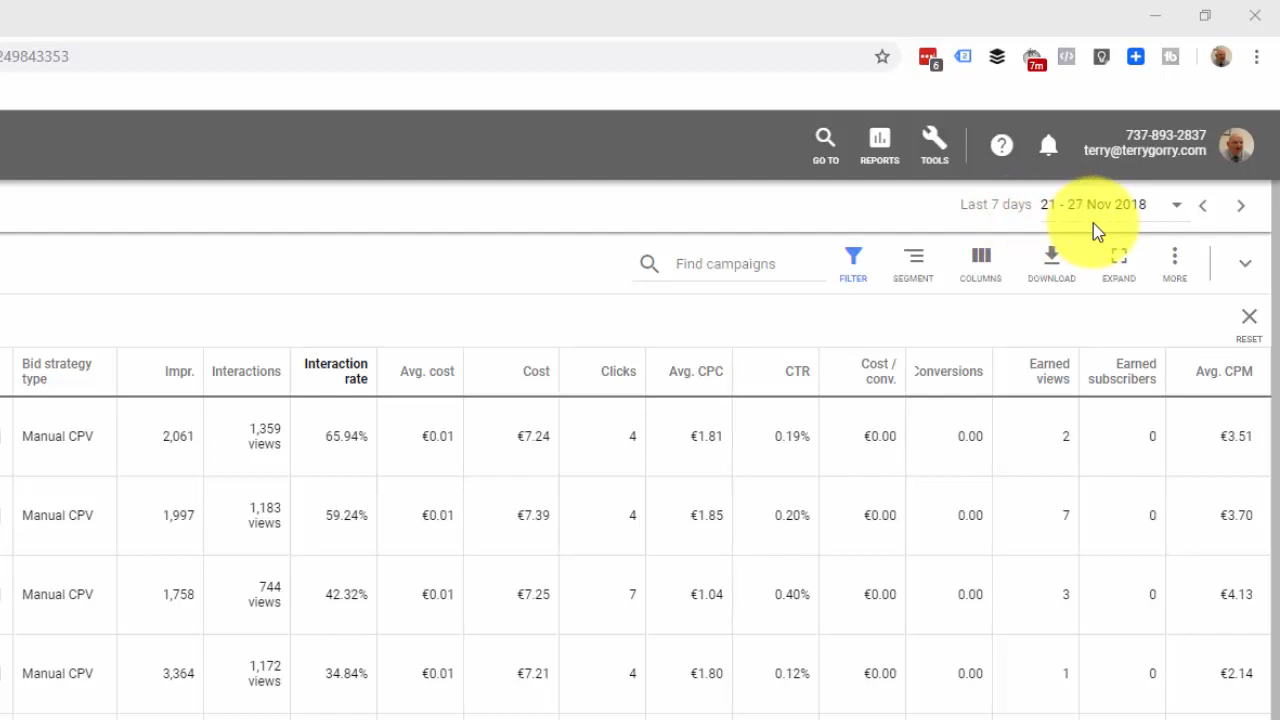 249843353
6
7m
GO TO
REPORTS
TOOLS
737-893-2837
terry@terrygorry.com
Last 7 days 21 - 27 Nov 2018
Find campaigns
FILTER
SEGMENT
COLUMNS
DOWNLOAD
EXPAND
MORE
RESET
Bid strategy
type
Impr.
Interactions
Interaction
rate
Avg. cost
Cost
Clicks
Avg. CPC
CTR
Cost /
conv.
Conversions
Earned
views
Earned
subscribers
Avg. CPM
Manual CPV 2,061 1,359 views 65.94% €0.01 €7.24 4 €1.81 0.19% €0.00 0.00 2 0 €3.51
Manual CPV 1,997 1,183 views 59.24% €0.01 €7.39 4 €1.85 0.20% €0.00 0.00 7 0 €3.70
Manual CPV 1,758 744 views 42.32% €0.01 €7.25 7 €1.04 0.40% €0.00 0.00 3 0 €4.13
Manual CPV 3,364 1,172 views 34.84% €0.01 €7.21 4 €1.80 0.12% €0.00 0.00 1 0 €2.14